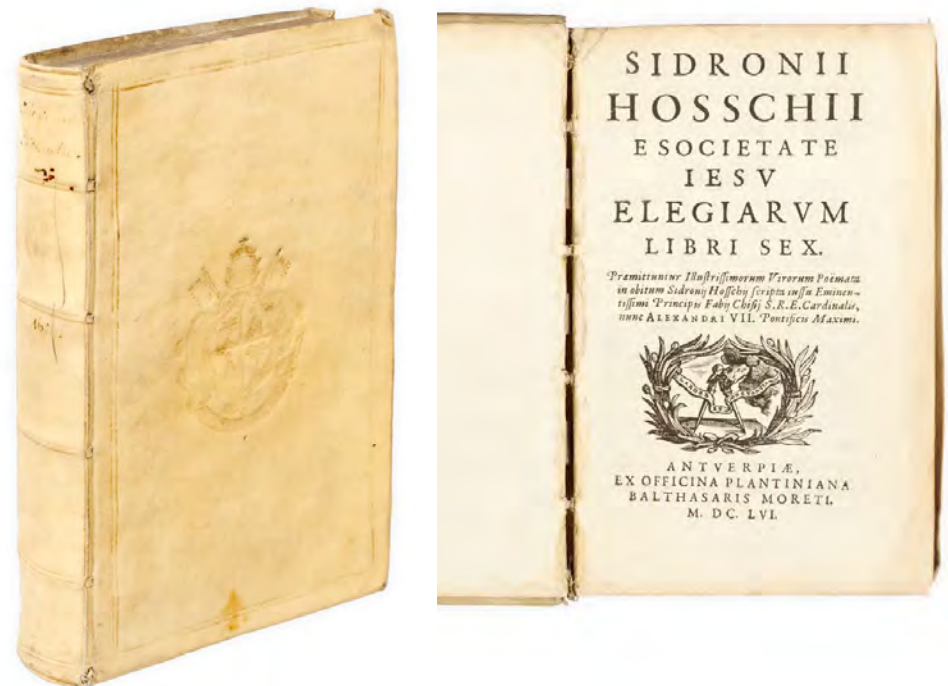 SIDRONII
HOSSCHII
E SOCIETATE
IESV
ELEGIARVM
LIBRI SEX.
Præmittuntur Illuſtriſſimorum Virorum Poëmata
in obitum Sidronij Hoſſchij ſcripta iuſſu Eminen-
tiſſimi Principis Fabij Chiſij S.R.E. Cardinalis,
nunc ALEXANDRI VII. Pontificis Maximi.
ANTVERPIÆ,
EX OFFICINA PLANTINIANA
BALTHASARIS MORETI.
M. DC. LVI.